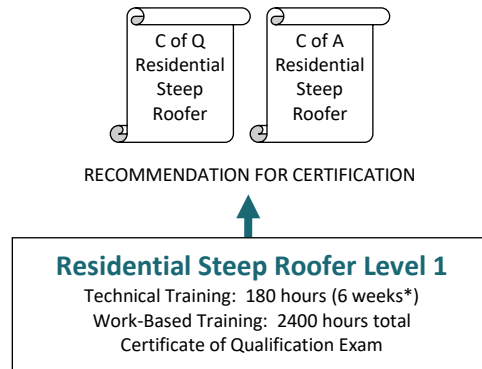 C of Q
Residential
Steep
Roofer
C of A
Residential
Steep
Roofer
RECOMMENDATION FOR CERTIFICATION
Residential Steep Roofer Level 1
Technical Training: 180 hours (6 weeks*)
Work-Based Training: 2400 hours total
Certificate of Qualification Exam